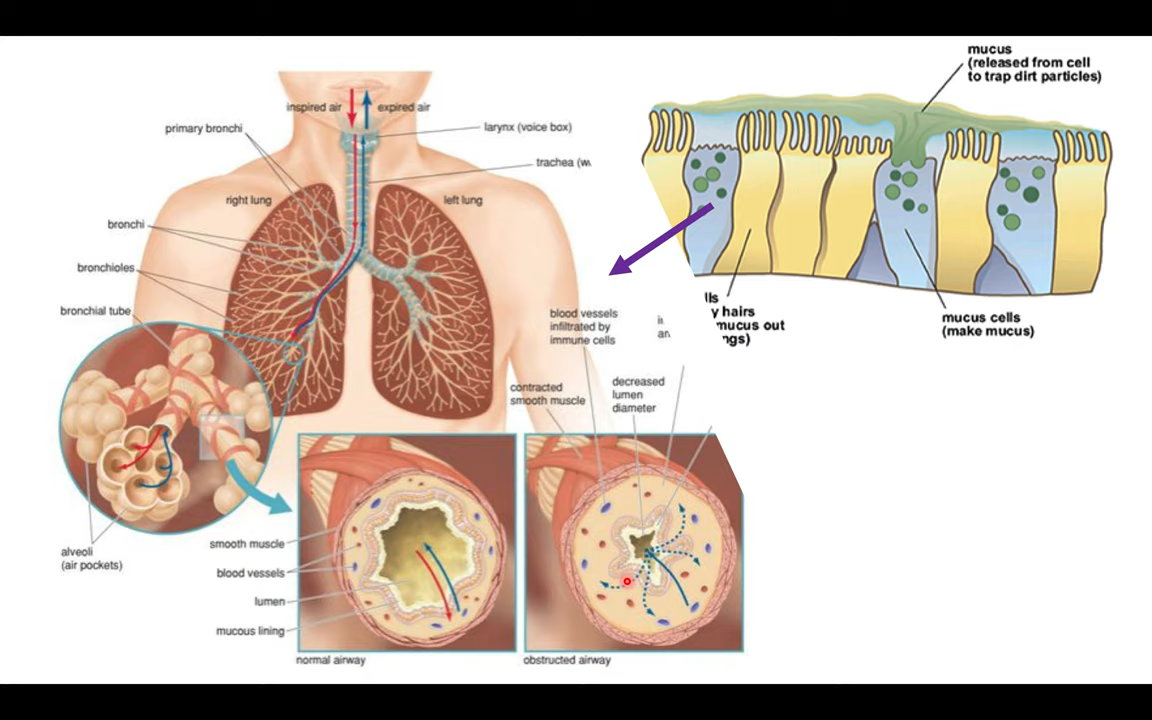 mucus
(released from cell
to trap dirt particles)
inspired air
expired air
primary bronchi
larynx (voice box)
trachea (w
right lung
left lung
bronchi
bronchioles
bronchial tube
blood vessels
infiltrated by
immune cells
hairs
mucus out
mucus cells
(make mucus)
contracted
smooth muscle
decreased
lumen
diameter
alveoli
(air pockets)
smooth muscle
blood vessels
lumen
mucous lining
normal airway
obstructed airway